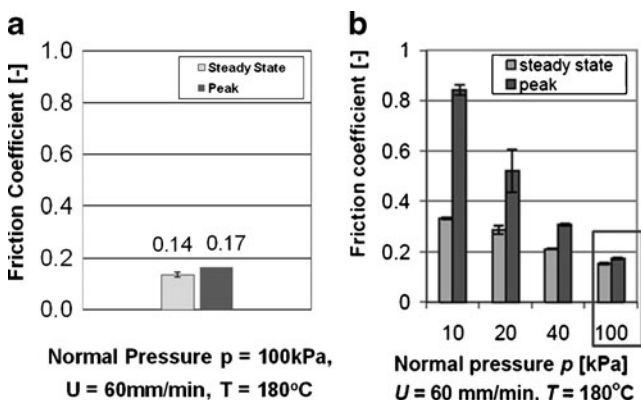 a
Friction Coefficient [-]
1.0
0.8
0.6
0.4
0.2
0.0
Steady State
Peak
0.14
0.17
Normal Pressure p = 100kPa,
U = 60mm/min, T = 180°C
b
Friction coefficient [-]
1
0.8
0.6
0.4
0.2
0
steady state
peak
10 20 40 100
Normal pressure p [kPa]
U = 60 mm/min, T = 180°C